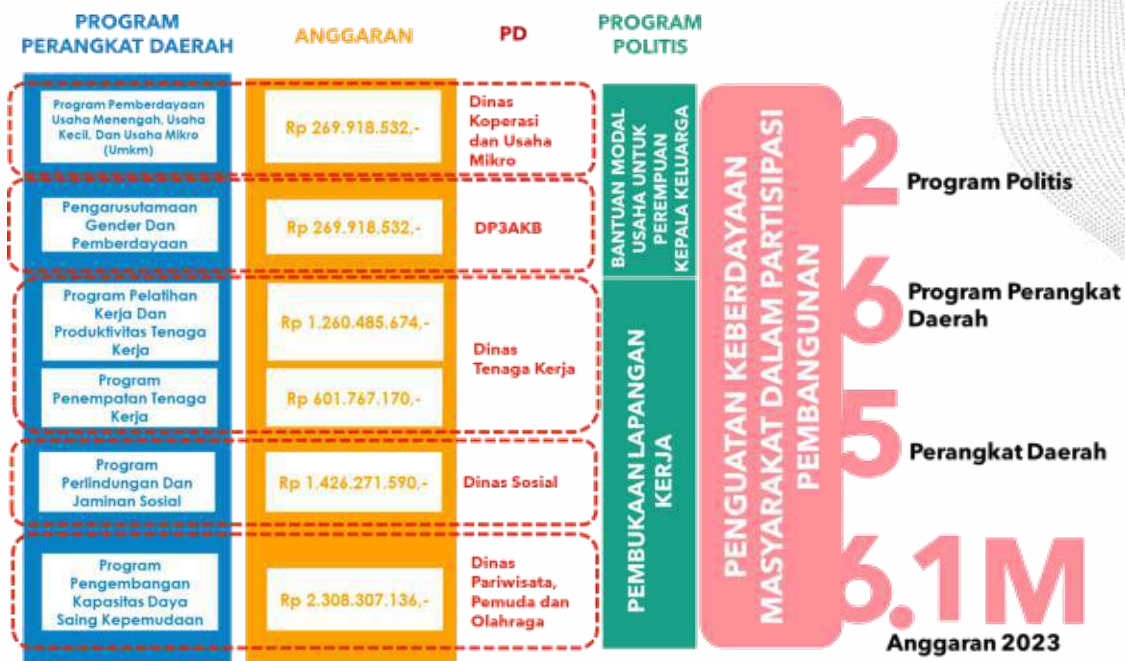 PROGRAM
PERANGKAT DAERAH
ANGGARAN
PD
PROGRAM
POLITIS
Program Pemberdayaan
Usaha Menengah, Usaha
Kecil, Dan Usaha Mikro
(Umkm)
Rp 269.918.532,-
Dinas
Koperasi
dan Usaha
Mikro
Pengarusutamaan
Gender Dan
Pemberdayaan
Rp 269.918.532,-
DP3AKB
BANTUAN MODAL
USAHA UNTUK
PEREMPUAN
KEPALA KELUARGA
Program Pelatihan
Kerja Dan
Produktivitas Tenaga
Kerja
Rp 1.260.485.674,-
Program
Penempatan Tenaga
Kerja
Rp 601.767.170,-
Dinas
Tenaga Kerja
Program
Perlindungan Dan
Jaminan Sosial
Rp 1.426.271.590,-
Dinas Sosial
Program
Pengembangan
Kapasitas Daya
Saing Kepemudaan
Rp 2.308.307.136,-
Dinas
Pariwisata,
Pemuda dan
Olahraga
PEMBUKAAN LAPANGAN
KERJA
PENGUATAN KEBERDAYAAN
MASYARAKAT DALAM PARTISIPASI
PEMBANGUNAN
2
Program Politis
6
Program Perangkat
Daerah
5
Perangkat Daerah
6.1M
Anggaran 2023